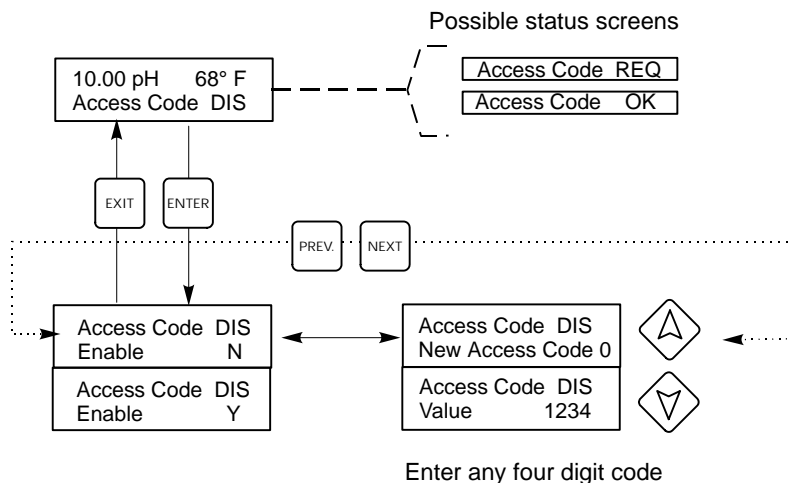 Possible status screens
10.00 pH 68° F
Access Code DIS
Access Code REQ
Access Code OK
EXIT
ENTER
PREV.
NEXT
Access Code DIS
Enable N
Access Code DIS
Enable Y
Access Code DIS
New Access Code 0
Access Code DIS
Value 1234
Enter any four digit code